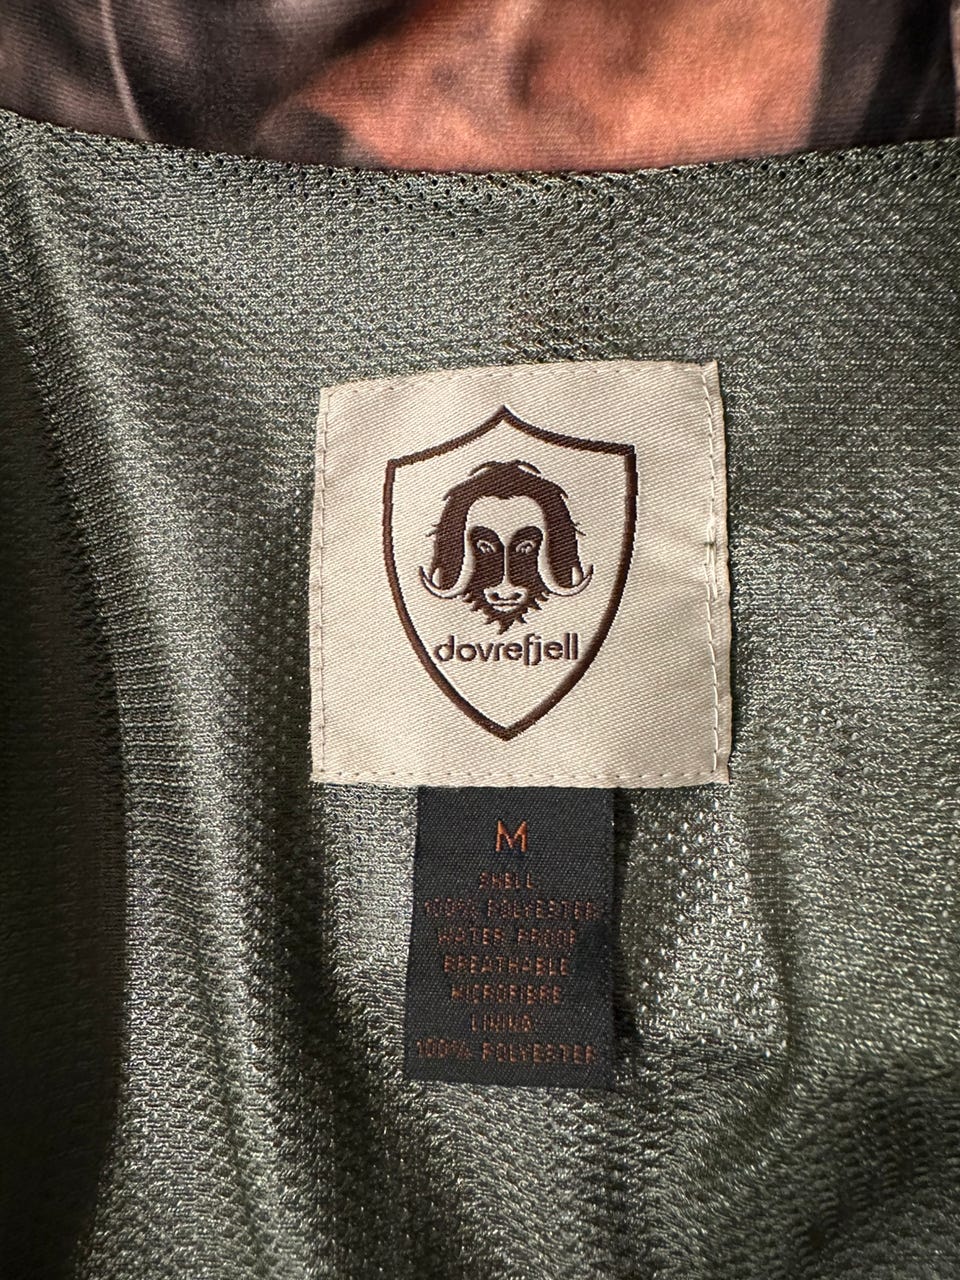 dovrefjell
M
SHELL
100% POLYESTER
WATER PROOF
BREATHABLE
MICROFIBRE
LINING
100% POLYESTER